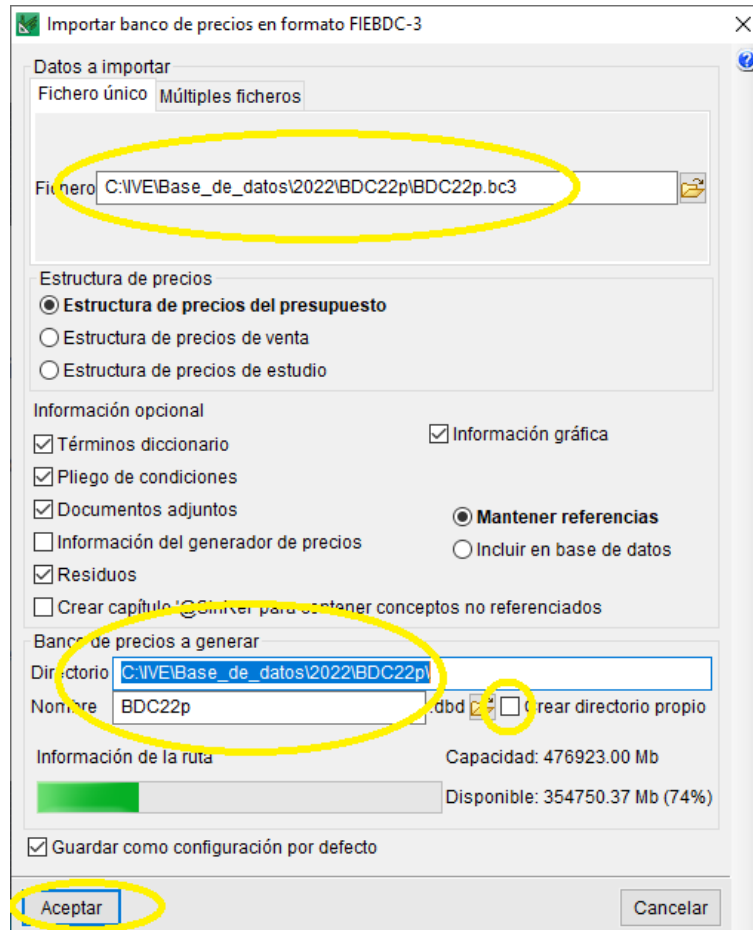 Importar banco de precios en formato FIEBDC-3
Datos a importar
Fichero único Múltiples ficheros
Fichero C:\IVE\Base_de_datos\2022\BDC22p\BDC22p.bc3
Estructura de precios
Estructura de precios del presupuesto
Estructura de precios de venta
Estructura de precios de estudio
Información opcional
Términos diccionario
Información gráfica
Pliego de condiciones
Documentos adjuntos
Mantener referencias
Información del generador de precios
Incluir en base de datos
Residuos
Crear capítulo '@SinRef' para contener conceptos no referenciados
Banco de precios a generar
Directorio C:\IVE\Base_de_datos\2022\BDC22p\
Nombre BDC22p .dbd Crear directorio propio
Información de la ruta Capacidad: 476923.00 Mb
Disponible: 354750.37 Mb (74%)
Guardar como configuración por defecto
Aceptar Cancelar